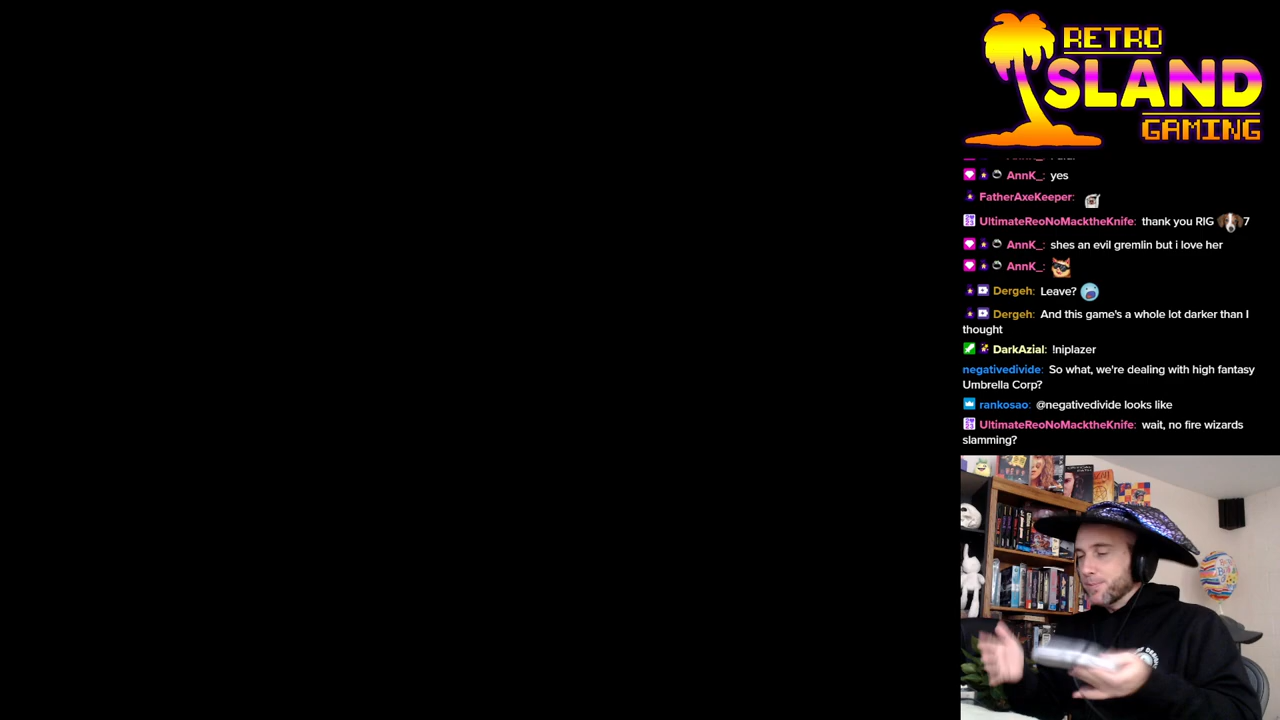 RETRO
ISLAND
GAMING
AnnK_: yes
FatherAxeKeeper:
UltimateReoNoMacktheKnife: thank you RIG 7
AnnK_: shes an evil gremlin but i love her
AnnK_:
Dergeh: Leave?
Dergeh: And this game's a whole lot darker than I
thought
DarkAzial: !niplazer
negativedivide: So what, we're dealing with high fantasy
Umbrella Corp?
rankosao: @negativedivide looks like
UltimateReoNoMacktheKnife: wait, no fire wizards
slamming?